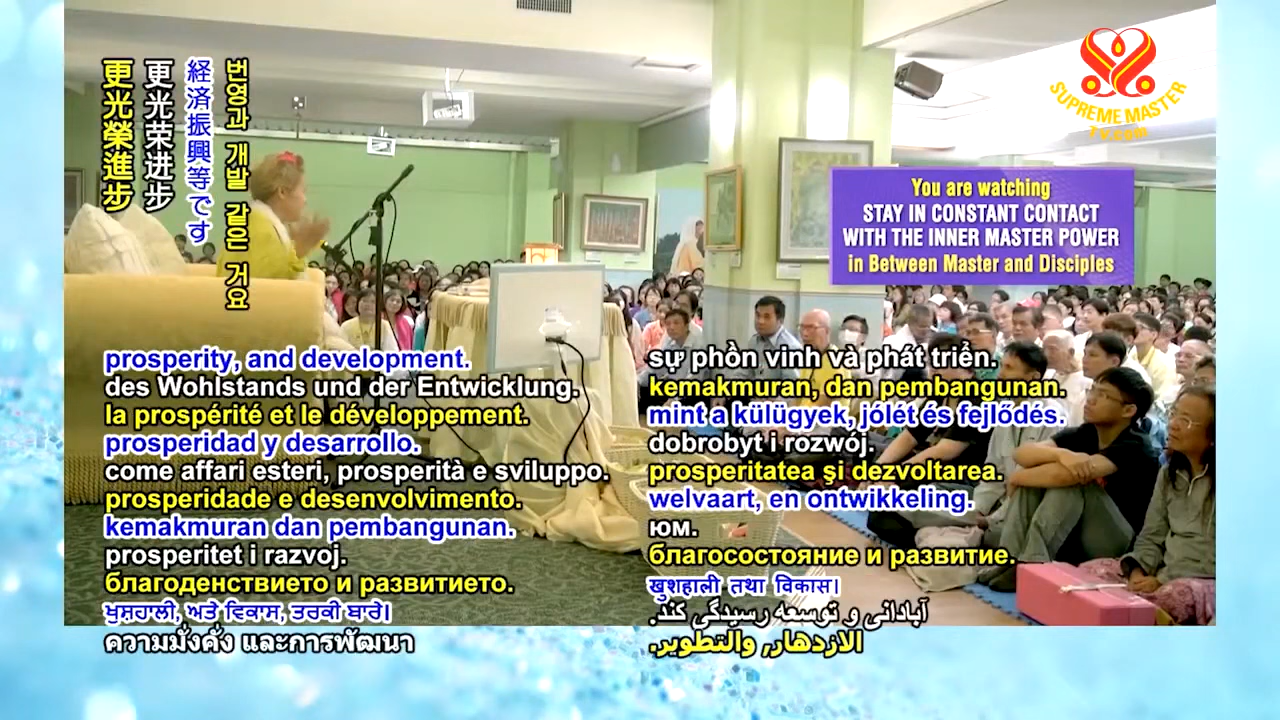 更光榮進步
更光荣进步
経済振興等です
번영과 개발 같은 거요
SUPREME MASTER
TV.com
You are watching
STAY IN CONSTANT CONTACT
WITH THE INNER MASTER POWER
in Between Master and Disciples
prosperity, and development.
des Wohlstands und der Entwicklung.
la prospérité et le développement.
prosperidad y desarrollo.
come affari esteri, prosperità e sviluppo.
prosperidade e desenvolvimento.
kemakmuran dan pembangunan.
prosperitet i razvoj.
благоденствието и развитието.
ਖੁਸ਼ਹਾਲੀ, ਅਤੇ ਵਿਕਾਸ, ਤਰਕੀ ਬਾਰੇ।
ความมั่งคั่ง และการพัฒนา
sự phồn vinh và phát triển.
kemakmuran, dan pembangunan.
mint a külügyek, jólét és fejlődés.
dobrobyt i rozwój.
prosperitatea şi dezvoltarea.
welvaart, en ontwikkeling.
юм.
благосостояние и развитие.
खुशहाली तथा विकास।
آبادانی و توسعه رسیدگی کند.
الازدهار, والتطوير.